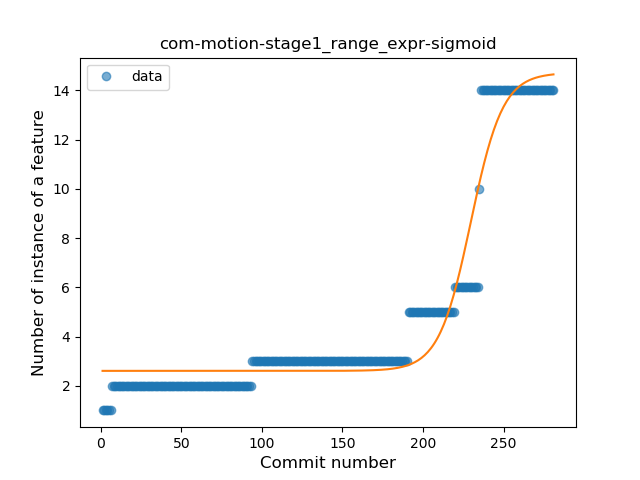 com-motion-stage1_range_expr-sigmoid
data
Number of instance of a feature
14
12
10
8
6
4
2
0 50 100 150 200 250
Commit number